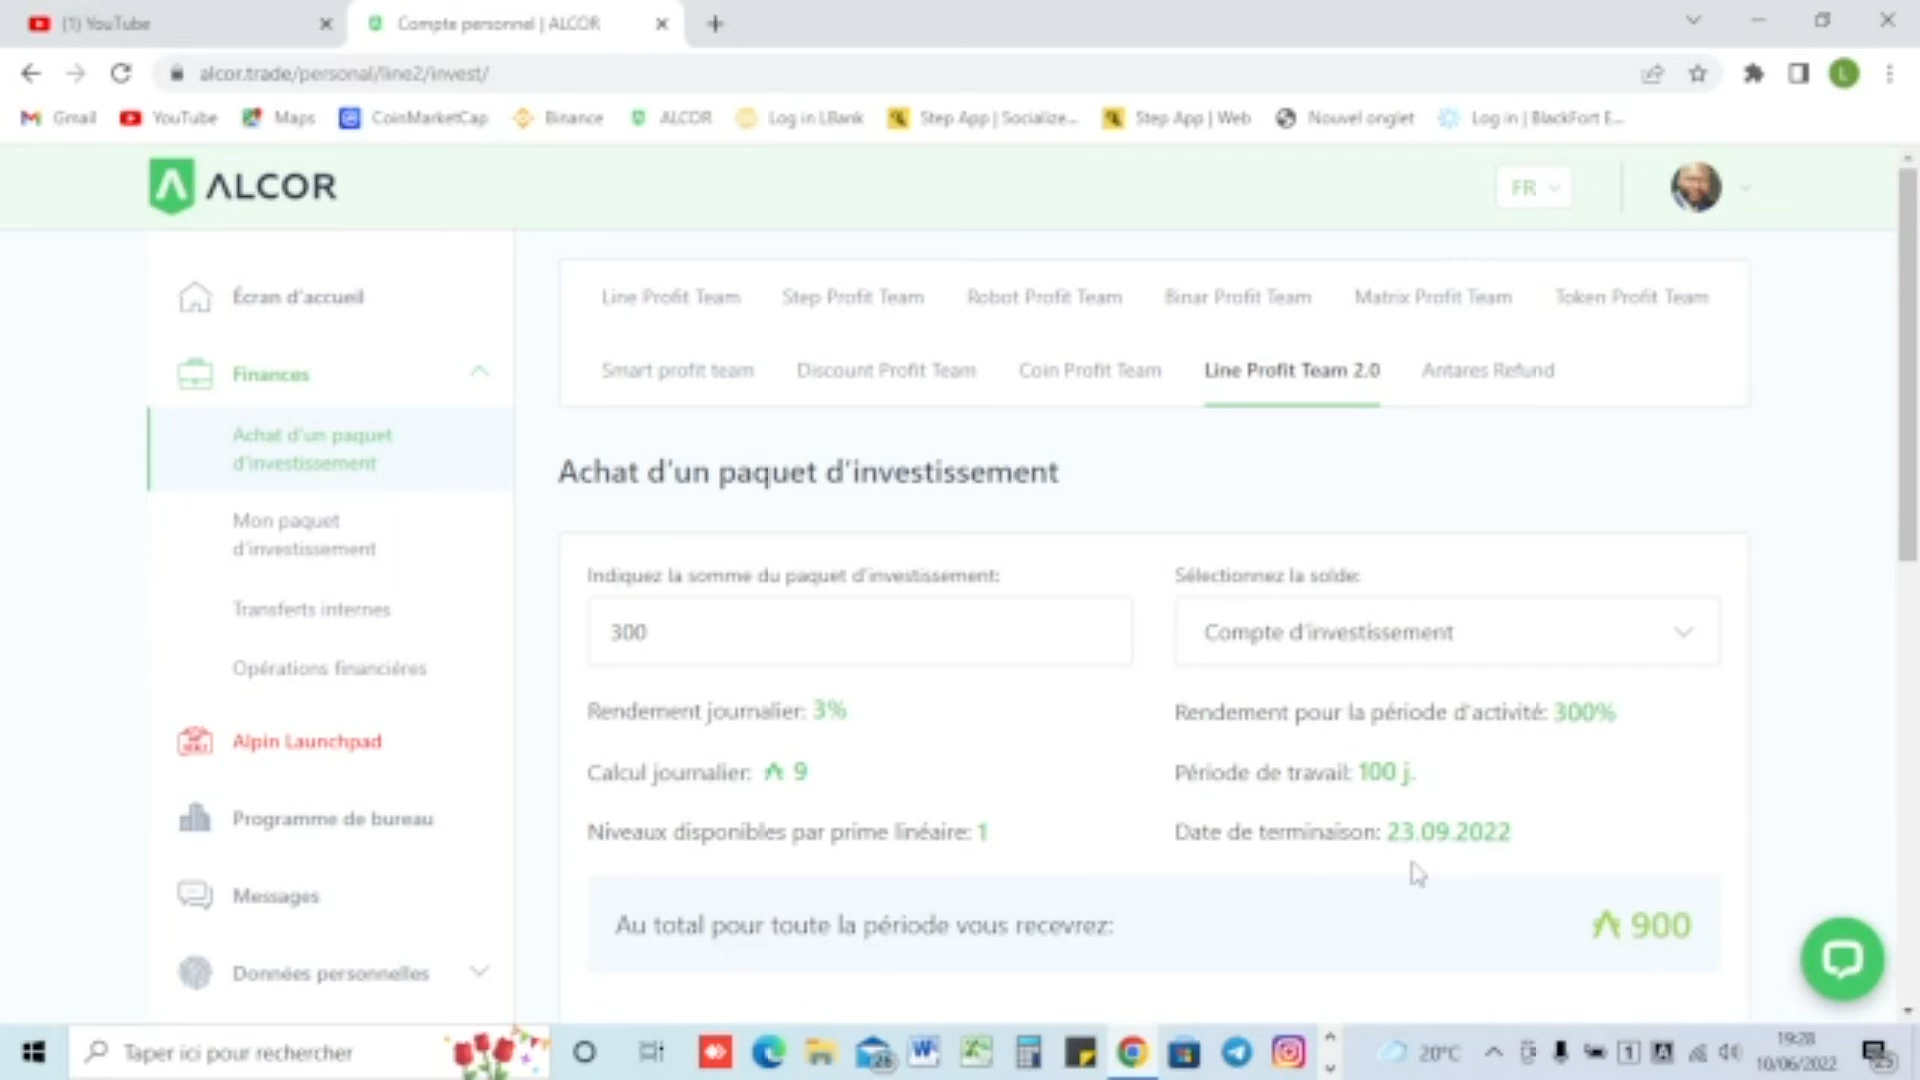 (1) YouTube
Compte personnel | ALCOR
alcor.trade/personal/line2/invest/
Gmail YouTube Maps CoinMarketCap Binance ALCOR Log in LBank Step App | Socialize... Step App | Web Nouvel onglet Log in | BlackFort E...
ALCOR
FR
L
Écran d'accueil
Finances
Achat d'un paquet
d'investissement
Mon paquet
d'investissement
Transferts internes
Opérations financières
Alpin Launchpad
Programme de bureau
Messages
Données personnelles
Line Profit Team Step Profit Team Robot Profit Team Binar Profit Team Matrix Profit Team Token Profit Team
Smart profit team Discount Profit Team Coin Profit Team Line Profit Team 2.0 Antares Refund
Achat d'un paquet d'investissement
Indiquez la somme du paquet d'investissement:
300
Sélectionnez la solde:
Compte d'investissement
Rendement journalier: 3%
Rendement pour la période d'activité: 300%
Calcul journalier: 9
Période de travail: 100 j.
Niveaux disponibles par prime linéaire: 1
Date de terminaison: 23.09.2022
Au total pour toute la période vous recevrez: 900
Taper ici pour rechercher
26
20°C
1
19:28
10/06/2022
25